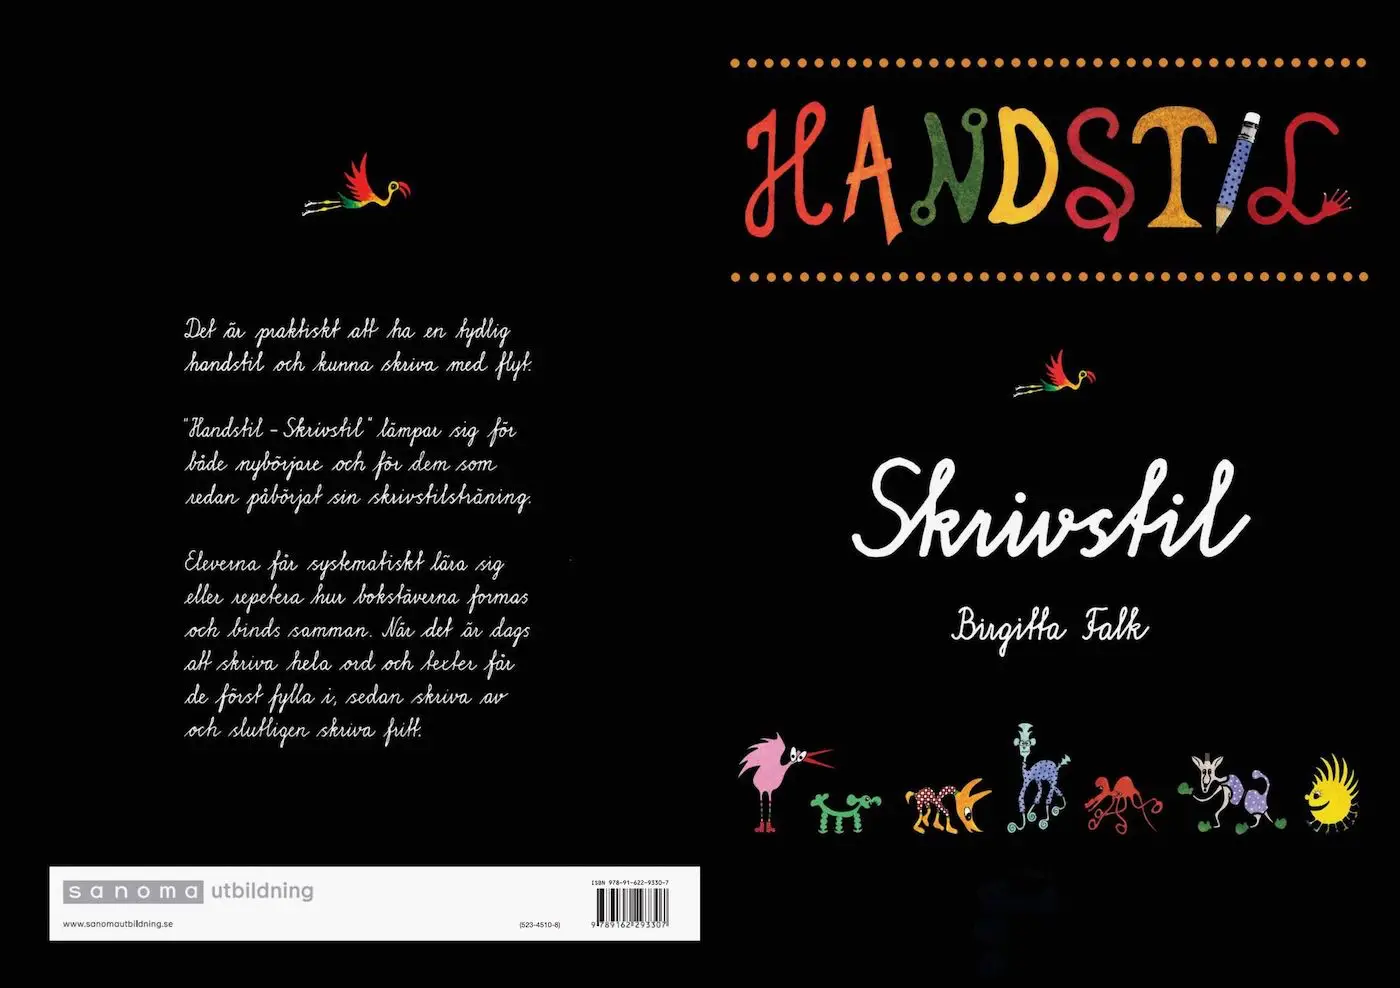 Det är praktiskt att ha en tydlig
handstil och kunna skriva med flyt.
"Handstil - Skrivstil" lämpar sig för
både nybörjare och för dem som
redan påbörjat sin skrivstilsträning.
Eleverna får systematiskt lära sig
eller repetera hur bokstäverna formas
och binds samman. När det är dags
att skriva hela ord och texter får
de först fylla i, sedan skriva av
och slutligen skriva fritt.
sanoma utbildning
www.sanomautbildning.se
(523-4510-8)
ISBN 978-91-622-9330-7
9 789162 293307
HANDSTIL
Skrivstil
Birgitta Falk